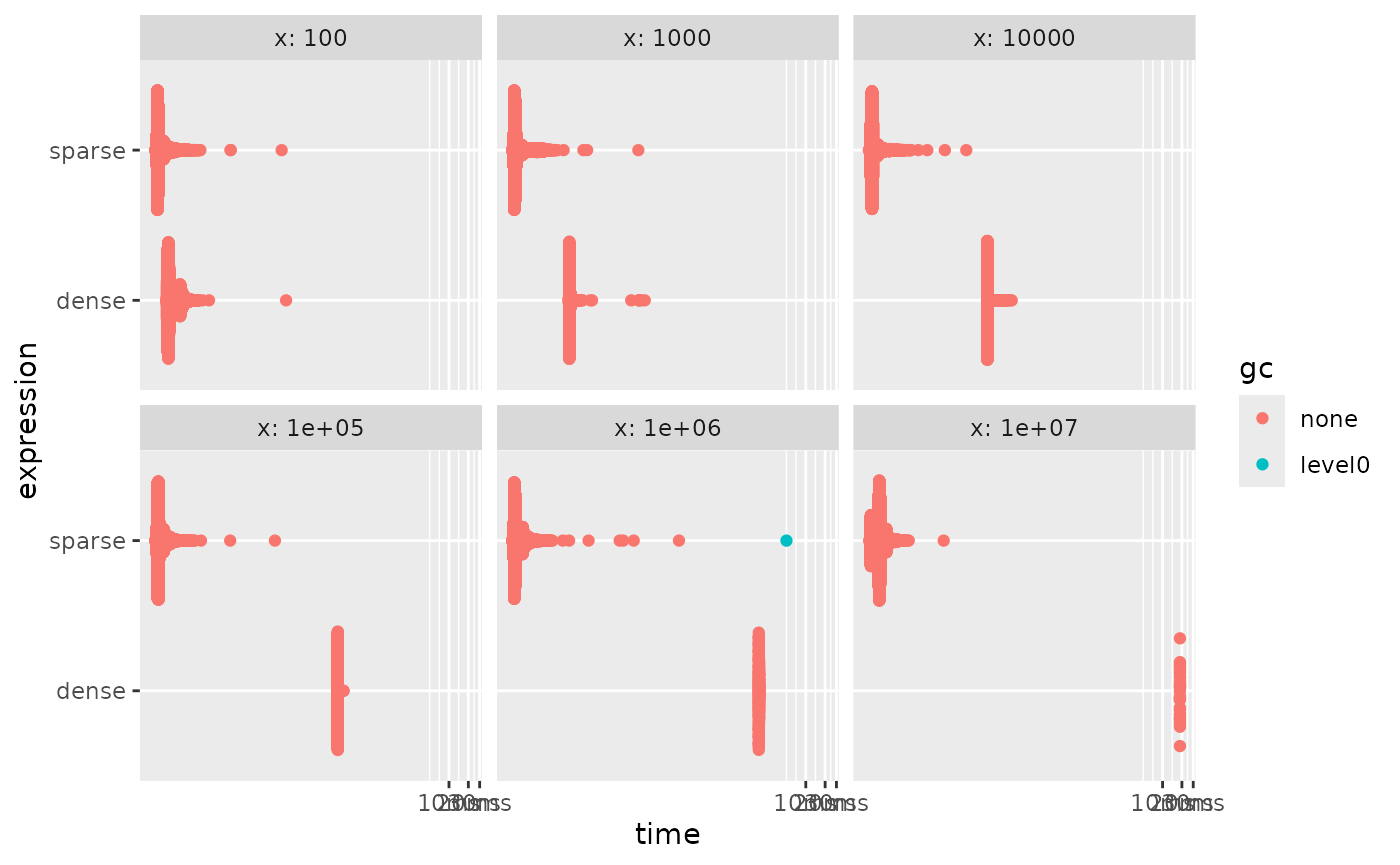 x: 100
x: 1000
x: 10000
sparse
dense
x: 1e+05
x: 1e+06
x: 1e+07
sparse
dense
expression
time
gc
none
level0